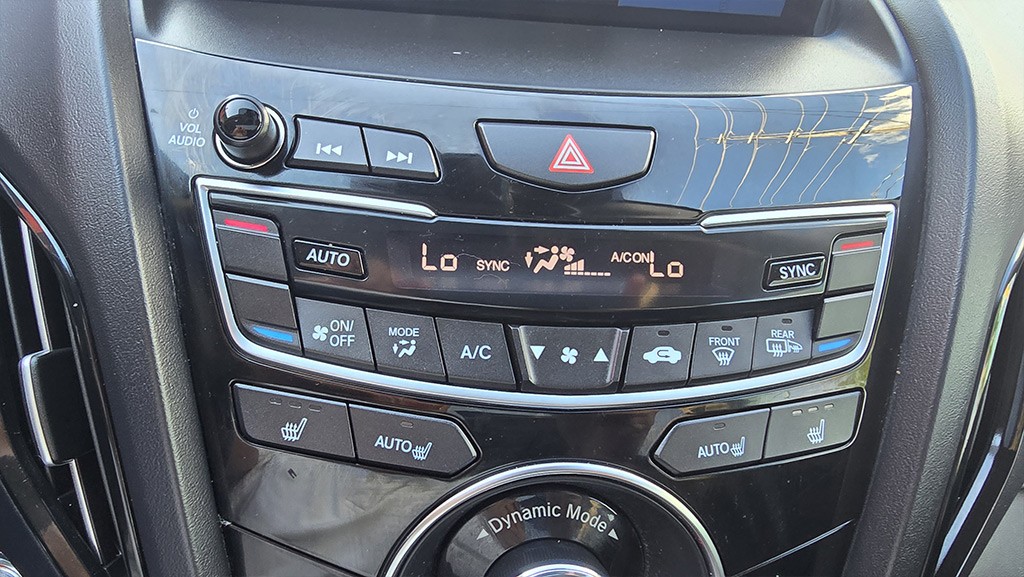 VOL
AUDIO
AUTO
Lo SYNC A/CON Lo
SYNC
ON/
OFF
MODE
A/C
FRONT
REAR
AUTO
AUTO
Dynamic Mode